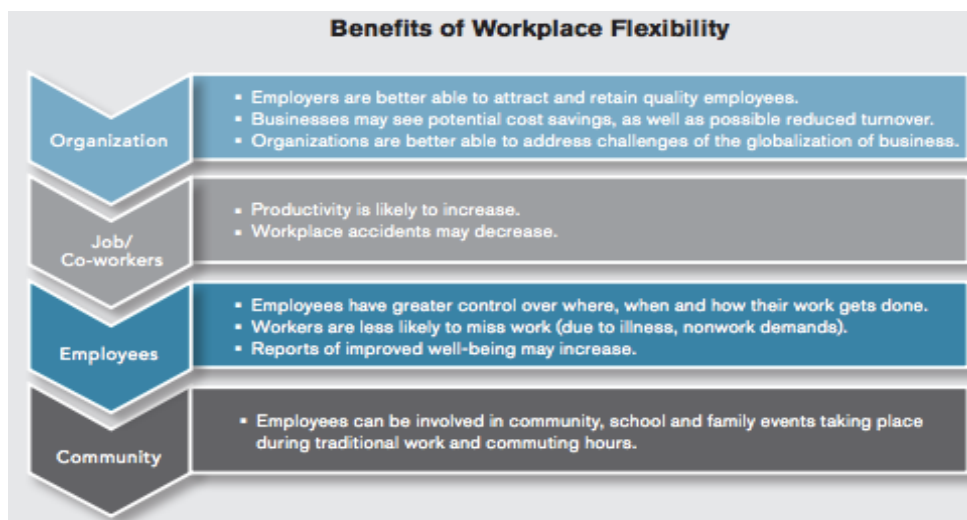 Benefits of Workplace Flexibility
Organization
▪ Employers are better able to attract and retain quality employees.
▪ Businesses may see potential cost savings, as well as possible reduced turnover.
▪ Organizations are better able to address challenges of the globalization of business.
Job/
Co-workers
▪ Productivity is likely to increase.
▪ Workplace accidents may decrease.
Employees
▪ Employees have greater control over where, when and how their work gets done.
▪ Workers are less likely to miss work (due to illness, nonwork demands).
▪ Reports of improved well-being may increase.
Community
▪ Employees can be involved in community, school and family events taking place
during traditional work and commuting hours.